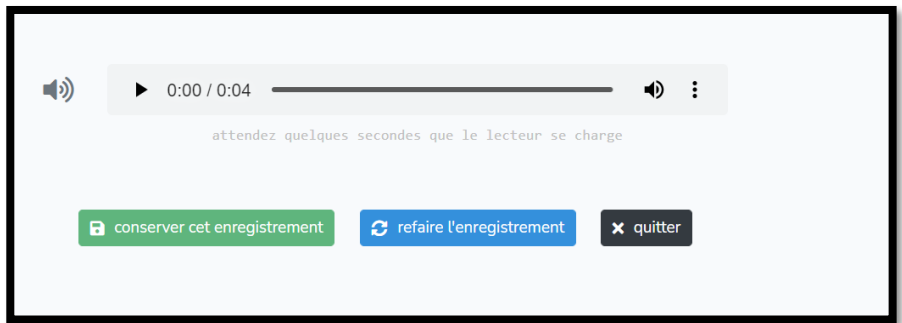 0:00 / 0:04
attendez quelques secondes que le lecteur se charge
conserver cet enregistrement refaire l'enregistrement quitter